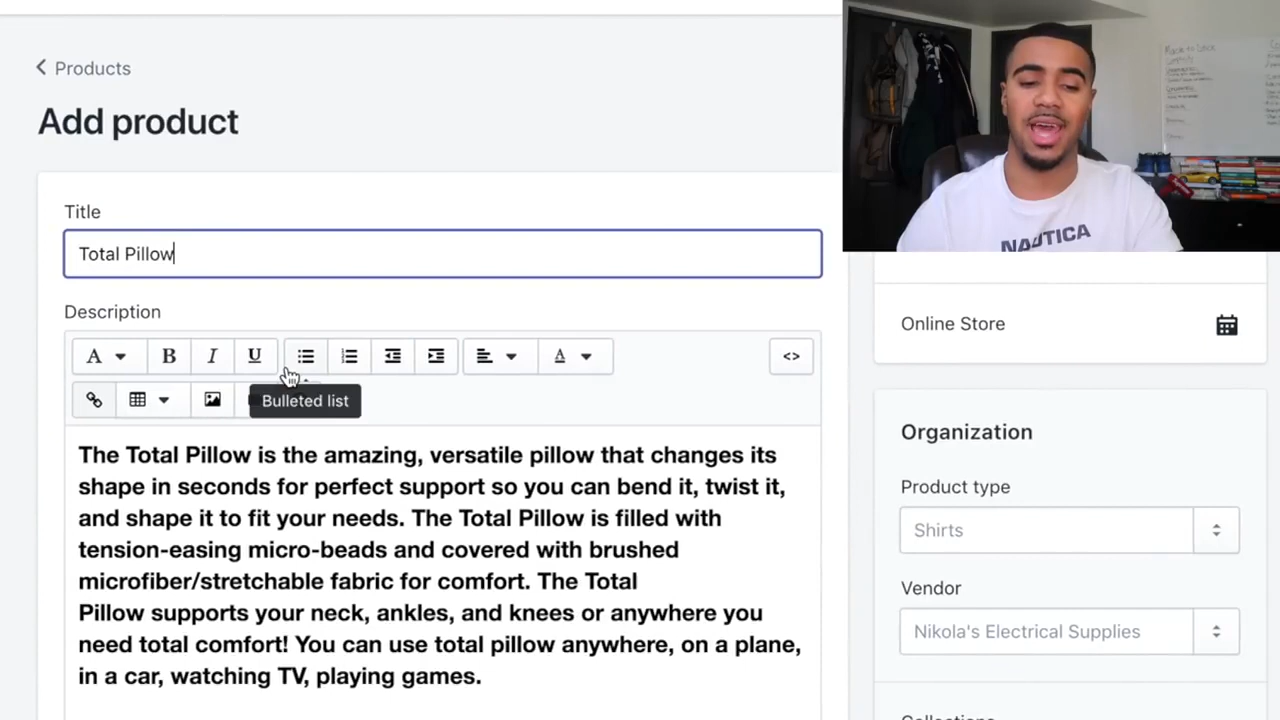 Products
Add product
Title
Total Pillow
Description
A
B
I
U
A
<>
Bulleted list
The Total Pillow is the amazing, versatile pillow that changes its
shape in seconds for perfect support so you can bend it, twist it,
and shape it to fit your needs. The Total Pillow is filled with
tension-easing micro-beads and covered with brushed
microfiber/stretchable fabric for comfort. The Total
Pillow supports your neck, ankles, and knees or anywhere you
need total comfort! You can use total pillow anywhere, on a plane,
in a car, watching TV, playing games.
NAUTICA
Online Store
Organization
Product type
Shirts
Vendor
Nikola's Electrical Supplies
Collections